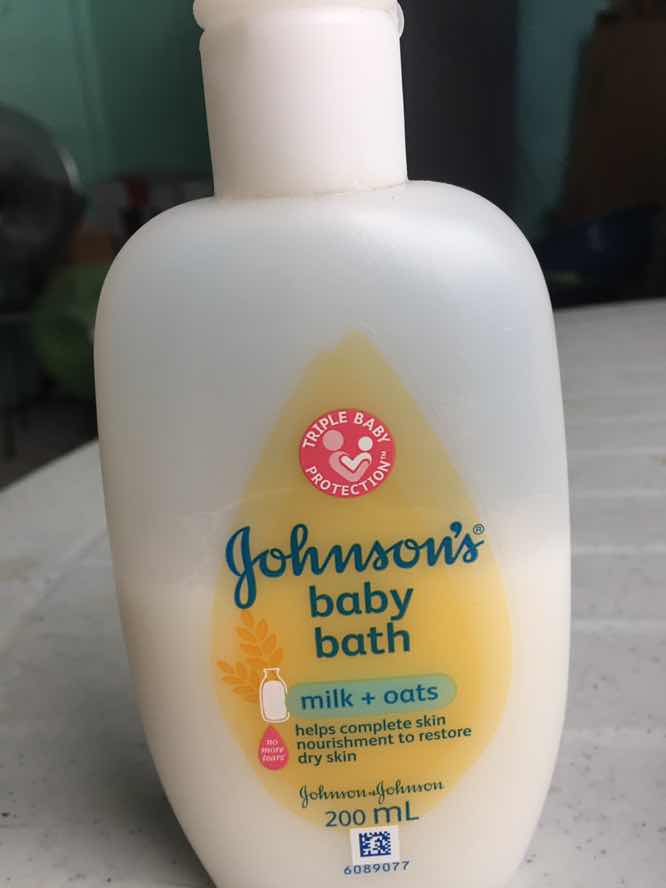 TRIPLE BABY
PROTECTION™
Johnson's®
baby
bath
milk + oats
helps complete skin
nourishment to restore
dry skin
no
more
tears
Johnson & Johnson
200 mL
6089077